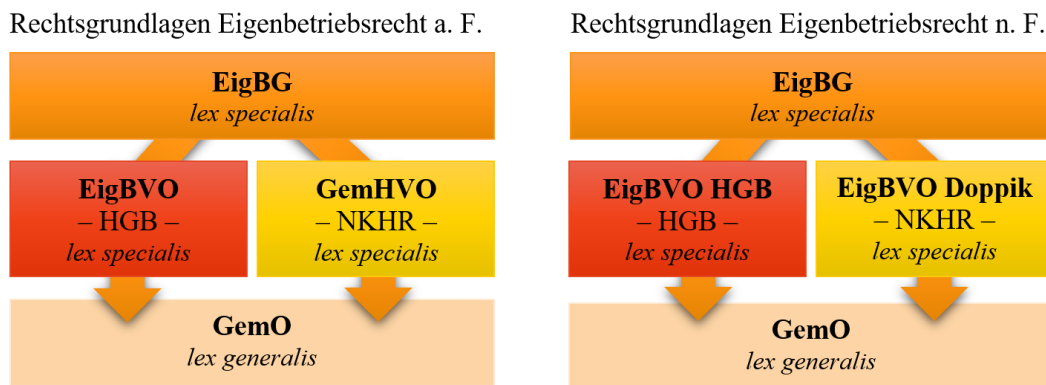 Rechtsgrundlagen Eigenbetriebsrecht a. F.
EigBG
lex specialis
EigBVO
– HGB –
lex specialis
GemHVO
– NKHR –
lex specialis
GemO
lex generalis
Rechtsgrundlagen Eigenbetriebsrecht n. F.
EigBG
lex specialis
EigBVO HGB
– HGB –
lex specialis
EigBVO Doppik
– NKHR –
lex specialis
GemO
lex generalis